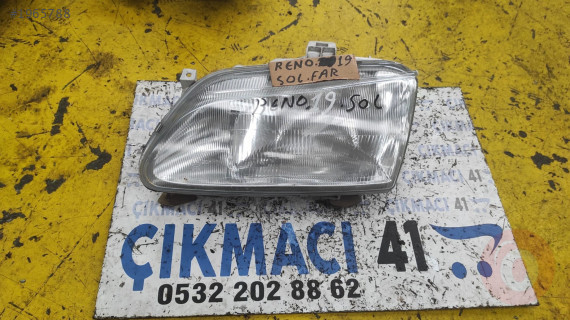 RENO.19
SOL.FAR
RENO.19.SOL
ÇIKMACI 41
0532 202 88 62